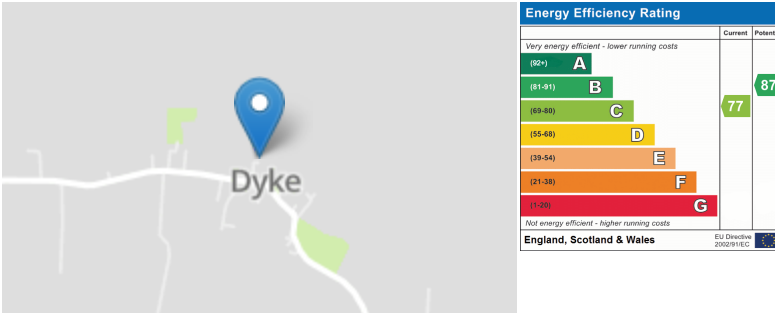 Dyke
Energy Efficiency Rating
Current
Very energy efficient - lower running costs
(92+) A
(81-91) B
87
(69-80) C
77
(55-68) D
(39-54) E
(21-38) F
(1-20) G
Not energy efficient - higher running costs
England, Scotland & Wales
EU Directive
2002/91/EC